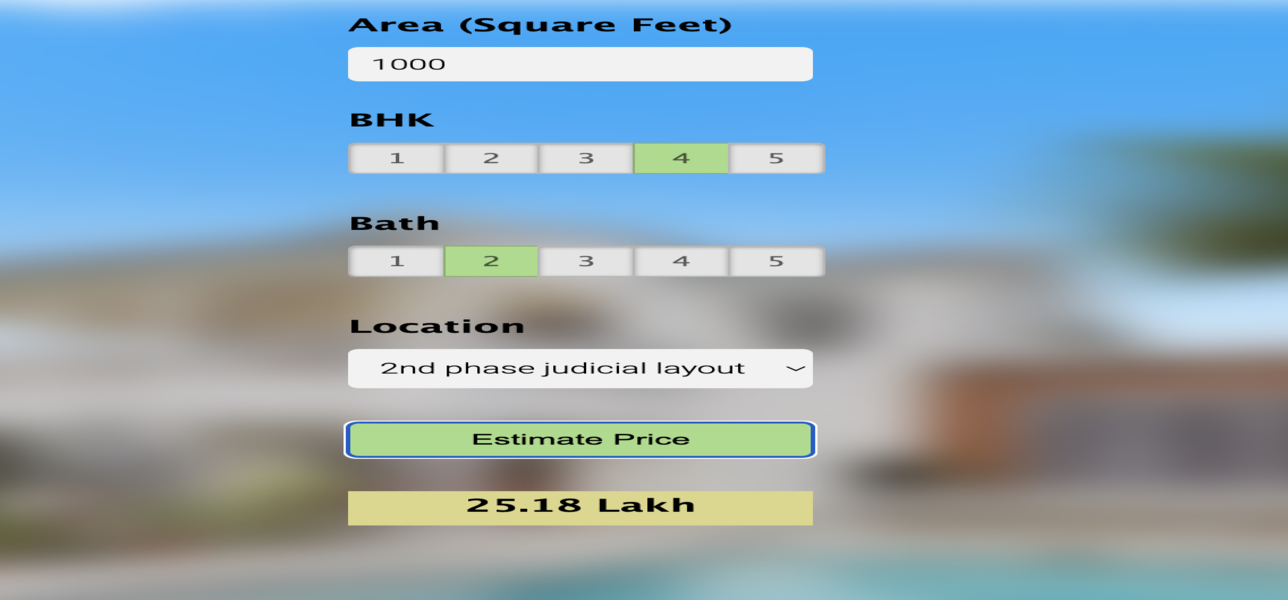 Area (Square Feet)
1000
BHK
1 2 3 4 5
Bath
1 2 3 4 5
Location
2nd phase judicial layout
Estimate Price
25.18 Lakh